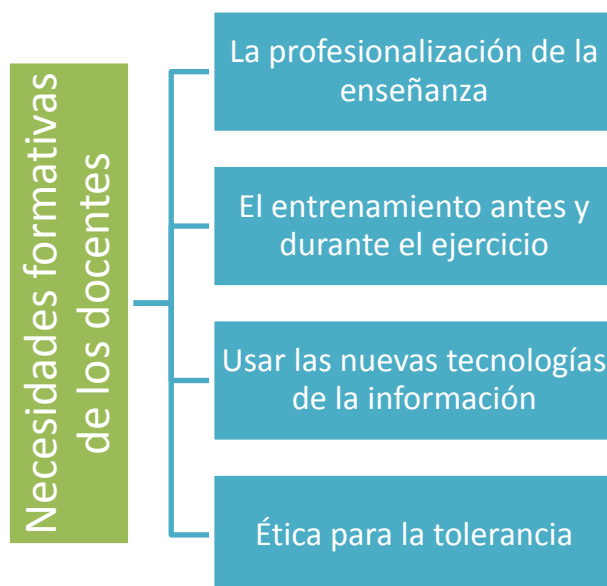 Necesidades formativas
de los docentes
La profesionalización de la
enseñanza
El entrenamiento antes y
durante el ejercicio
Usar las nuevas tecnologías
de la información
Ética para la tolerancia